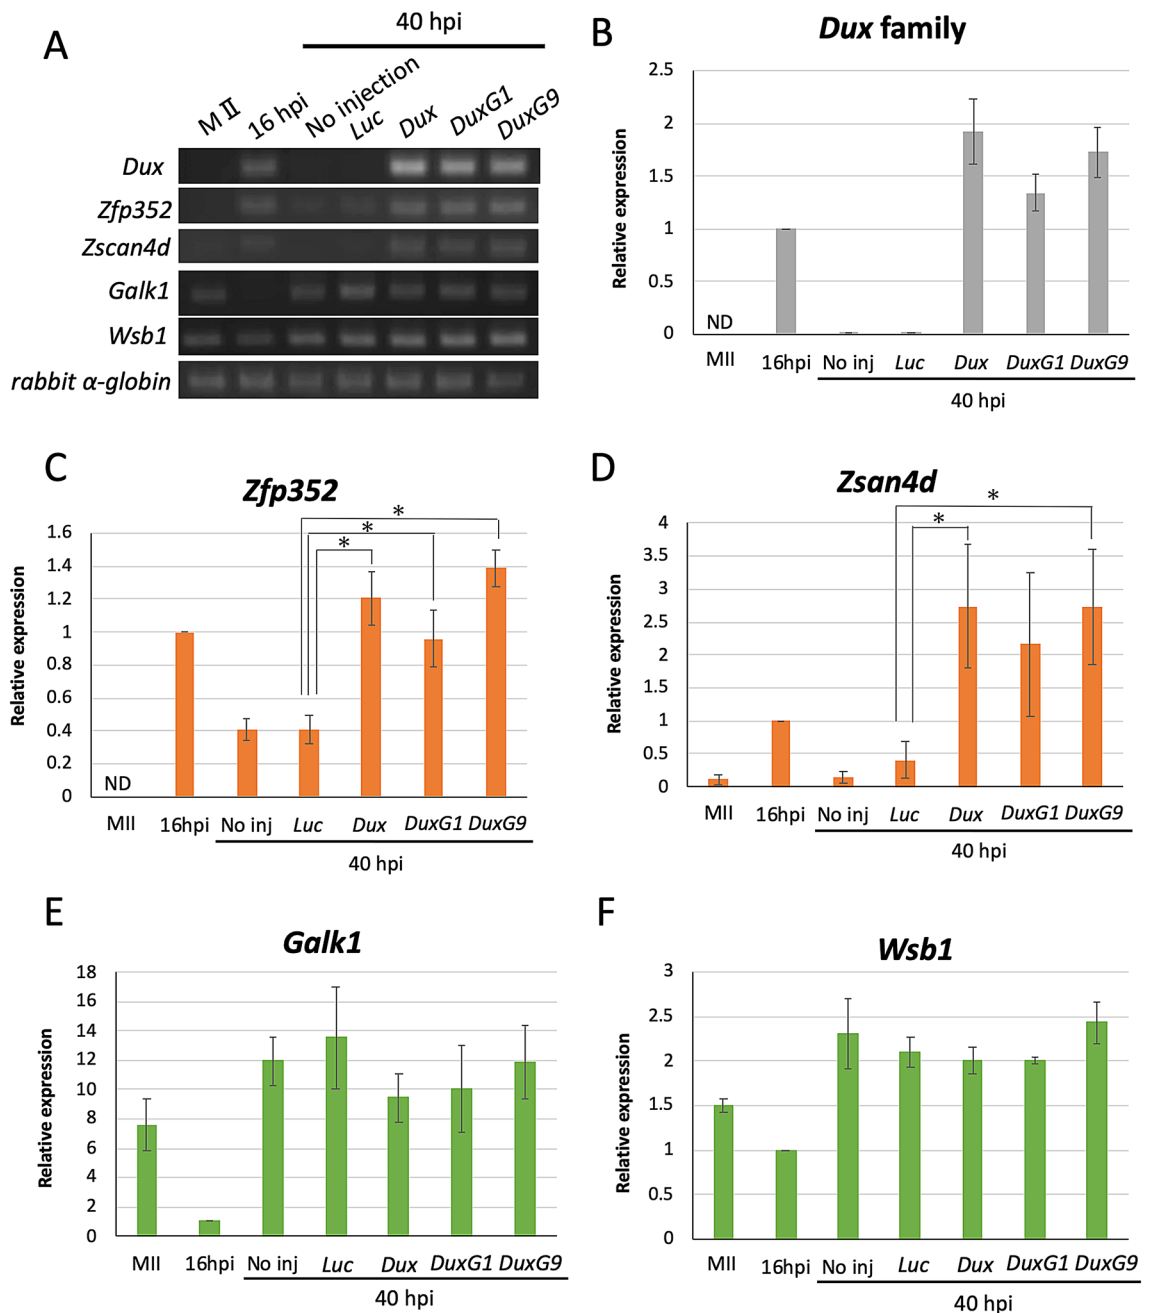 A
40 hpi
M II
16 hpi
No injection
Luc
Dux
DuxG1
DuxG9
Dux
Zfp352
Zscan4d
Galk1
Wsb1
rabbit α-globin
B
Dux family
Relative expression
2.5
2
1.5
1
0.5
0
ND
MII 16hpi No inj Luc Dux DuxG1 DuxG9
40 hpi
C
Zfp352
Relative expression
1.6
1.4
1.2
1
0.8
0.6
0.4
0.2
0
* * *
ND
MII 16hpi No inj Luc Dux DuxG1 DuxG9
40 hpi
D
Zsan4d
Relative expression
4
3.5
3
2.5
2
1.5
1
0.5
0
* *
MII 16hpi No inj Luc Dux DuxG1 DuxG9
40 hpi
E
Galk1
Relative expression
18
16
14
12
10
8
6
4
2
0
MII 16hpi No inj Luc Dux DuxG1 DuxG9
40 hpi
F
Wsb1
Relative expression
3
2.5
2
1.5
1
0.5
0
MII 16hpi No inj Luc Dux DuxG1 DuxG9
40 hpi